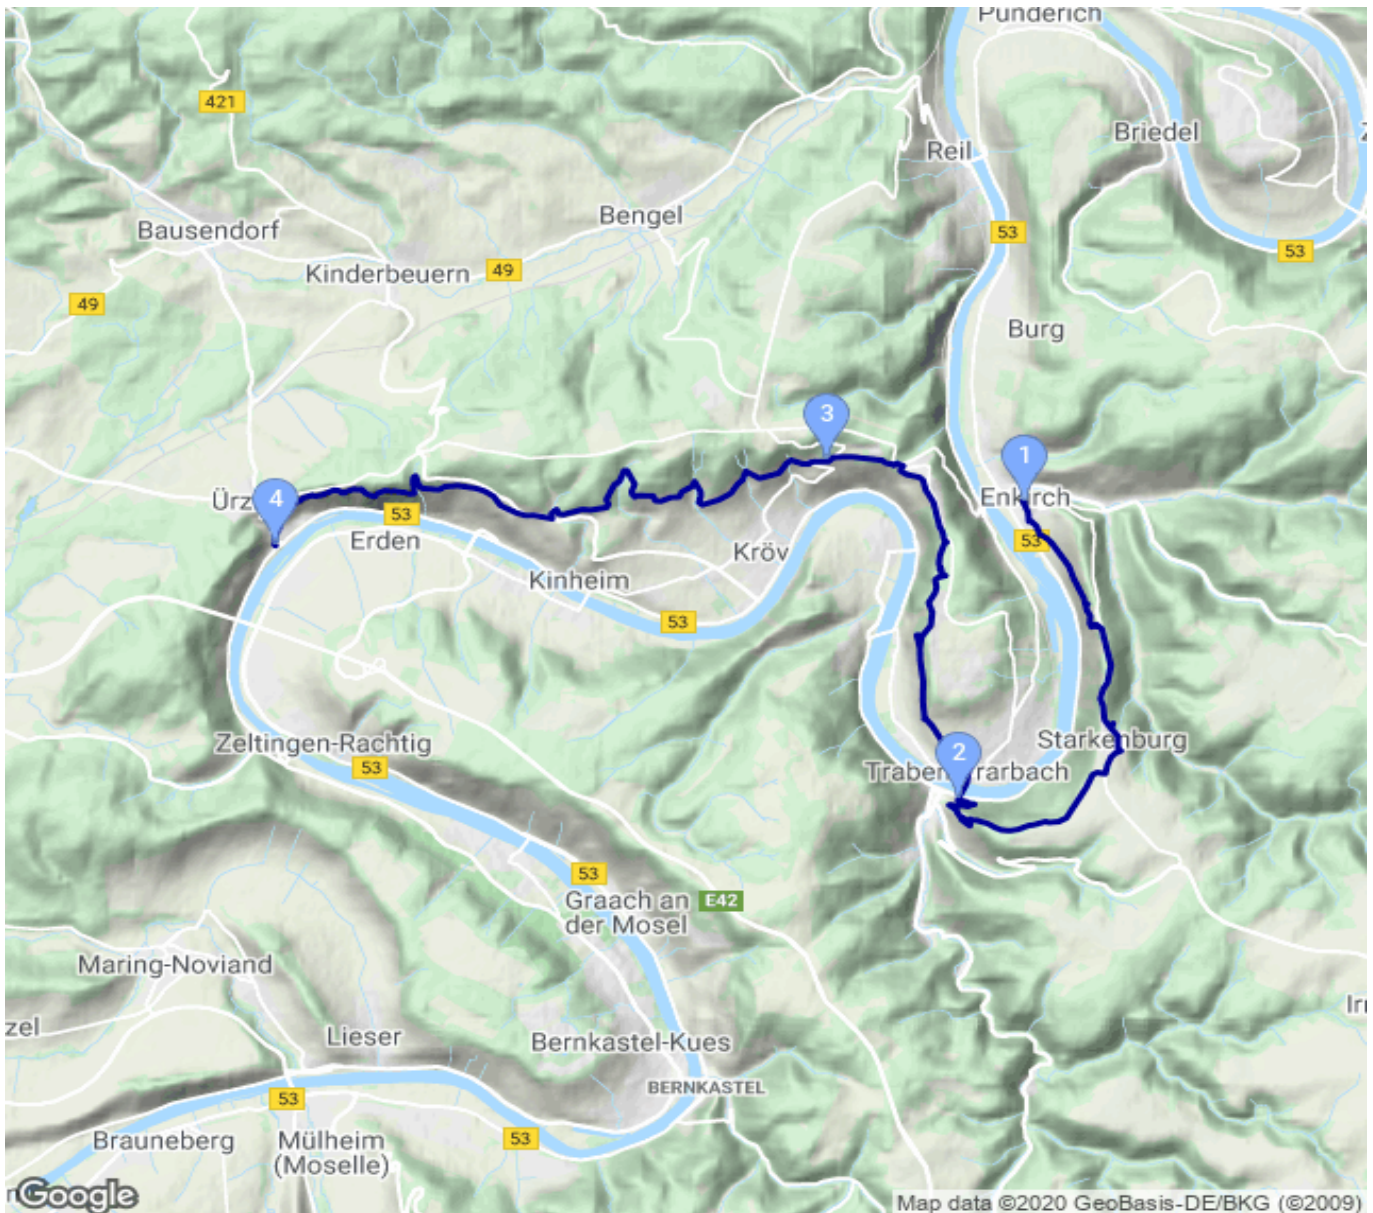 Punderich
421
Briedel
Reil
Bengel
Bausendorf
53
53
Kinderbeuern
49
49
Burg
3
1
4
Ürz
Enkirch
53
53
Erden
Kröv
Kinheim
53
Zeltingen-Rachtig
53
Starkenburg
2
Traben-Trarbach
53
Graach an
der Mosel
E42
Maring-Noviand
zel
Lieser
Bernkastel-Kues
BERNKASTEL
53
Brauneberg
Mülheim
(Moselle)
53
Google
Map data ©2020 GeoBasis-DE/BKG (©2009)